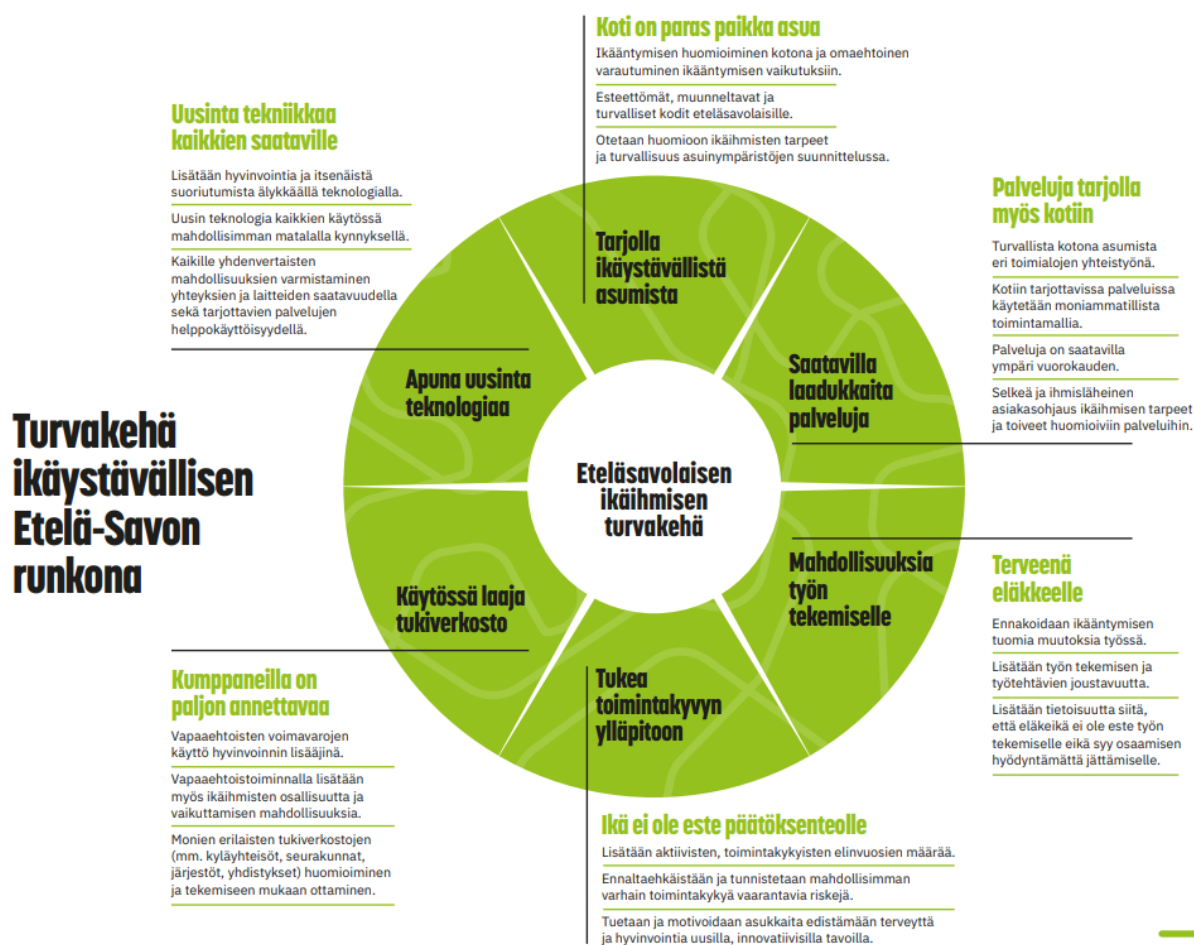 Turvakehä
ikäystävällisen
Etelä-Savon
runkona
Eteläsavolaisen
ikäihmisen
turvakehä
Tarjolla
ikäystävällistä
asumista
Koti on paras paikka asua
Ikääntymisen huomioiminen kotona ja omaehtoinen
varautuminen ikääntymisen vaikutuksiin.
Esteettömät, muunneltavat ja
turvalliset kodit eteläsavolaisille.
Otetaan huomioon ikäihmisten tarpeet
ja turvallisuus asuinympäristöjen suunnittelussa.
Saatavilla
laadukkaita
palveluja
Palveluja tarjolla
myös kotiin
Turvallista kotona asumista
eri toimialojen yhteistyönä.
Kotiin tarjottavissa palveluissa
käytetään moniammatillista
toimintamallia.
Palveluja on saatavilla
ympäri vuorokauden.
Selkeä ja ihmisläheinen
asiakasohjaus ikäihmisen tarpeet
ja toiveet huomioiviin palveluihin.
Mahdollisuuksia
työn
tekemiselle
Terveenä
eläkkeelle
Ennakoidaan ikääntymisen
tuomia muutoksia työssä.
Lisätään työn tekemisen ja
työtehtävien joustavuutta.
Lisätään tietoisuutta siitä,
että eläkeikä ei ole este työn
tekemiselle eikä syy osaamisen
hyödyntämättä jättämiselle.
Tukea
toimintakyvyn
ylläpitoon
Ikä ei ole este päätöksenteolle
Lisätään aktiivisten, toimintakykyisten elinvuosien määrää.
Ennaltaehkäistään ja tunnistetaan mahdollisimman
varhain toimintakykyä vaarantavia riskejä.
Tuetaan ja motivoidaan asukkaita edistämään terveyttä
ja hyvinvointia uusilla, innovatiivisilla tavoilla.
Käytössä laaja
tukiverkosto
Kumppaneilla on
paljon annettavaa
Vapaaehtoisten voimavarojen
käyttö hyvinvoinnin lisääjinä.
Vapaaehtoistoiminnalla lisätään
myös ikäihmisten osallisuutta ja
vaikuttamisen mahdollisuuksia.
Monien erilaisten tukiverkostojen
(mm. kyläyhteisöt, seurakunnat,
järjestöt, yhdistykset) huomioiminen
ja tekemiseen mukaan ottaminen.
Apuna uusinta
teknologiaa
Uusinta tekniikkaa
kaikkien saataville
Lisätään hyvinvointia ja itsenäistä
suoriutumista älykkäällä teknologialla.
Uusin teknologia kaikkien käytössä
mahdollisimman matalalla kynnyksellä.
Kaikille yhdenvertaisten
mahdollisuuksien varmistaminen
yhteyksien ja laitteiden saatavuudella
sekä tarjottavien palvelujen
helppokäyttöisyydellä.